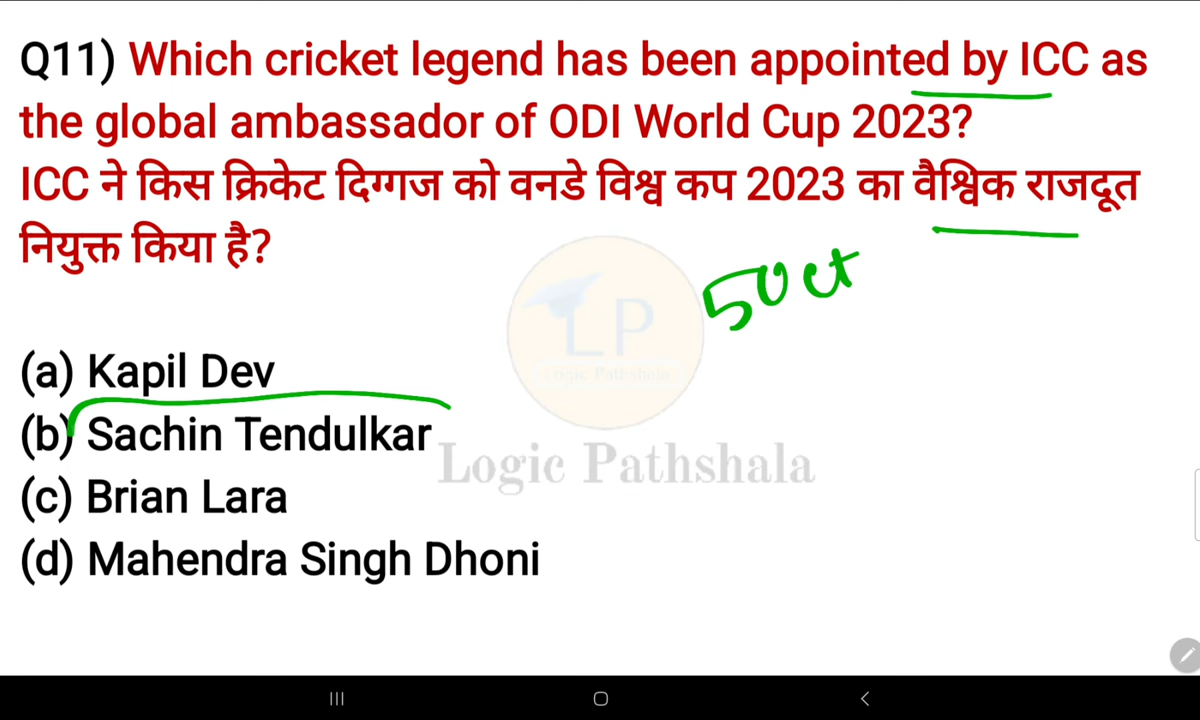 Q11) Which cricket legend has been appointed by ICC as
the global ambassador of ODI World Cup 2023?
ICC ने किस क्रिकेट दिग्गज को वनडे विश्व कप 2023 का वैश्विक राजदूत
नियुक्त किया है?
5 Oct
LP
Logic Pathshala
(a) Kapil Dev
(b) Sachin Tendulkar
Logic Pathshala
(c) Brian Lara
(d) Mahendra Singh Dhoni